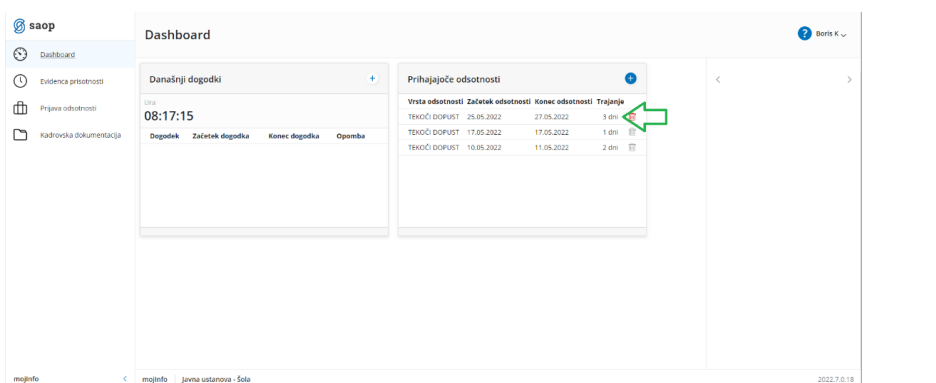 saop
Dashboard
? Boris K
Dashboard
Evidenca prisotnosti
Prijava odsotnosti
Kadrovska dokumentacija
Današnji dogodki +
Ura
08:17:15
Dogodek Začetek dogodka Konec dogodka Opomba
Prihajajoče odsotnosti +
Vrsta odsotnosti Začetek odsotnosti Konec odsotnosti Trajanje
TEKOČI DOPUST 25.05.2022 27.05.2022 3 dni
TEKOČI DOPUST 17.05.2022 17.05.2022 1 dni
TEKOČI DOPUST 10.05.2022 11.05.2022 2 dni
mojInfo
mojInfo Javna ustanova - Šola
2022.7.0.18